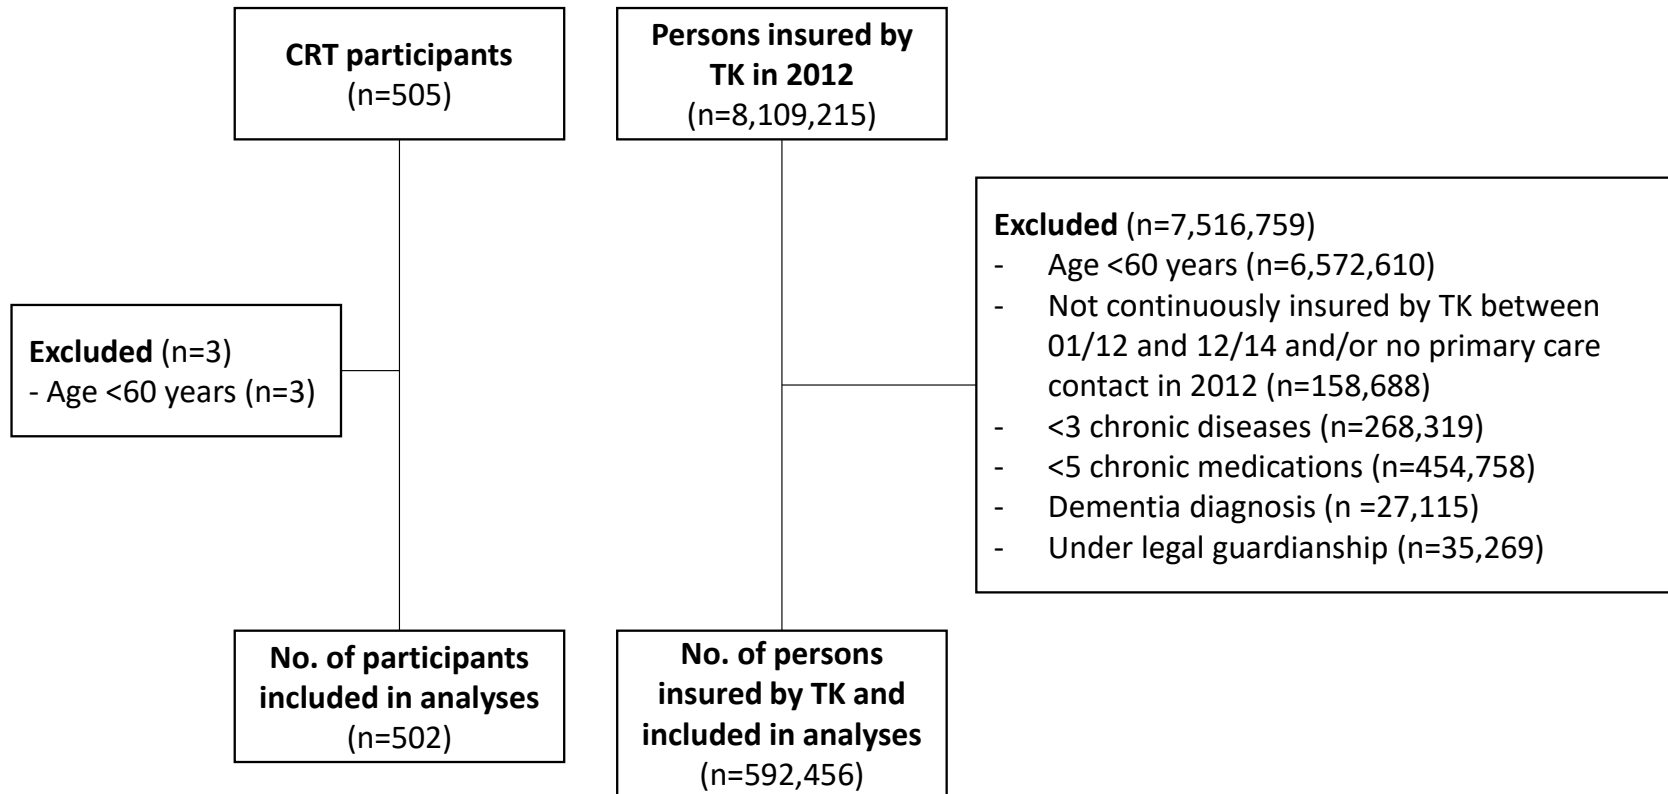 CRT participants
(n=505)
Persons insured by
TK in 2012
(n=8,109,215)
Excluded (n=7,516,759)
- Age <60 years (n=6,572,610)
- Not continuously insured by TK between
01/12 and 12/14 and/or no primary care
contact in 2012 (n=158,688)
- <3 chronic diseases (n=268,319)
- <5 chronic medications (n=454,758)
- Dementia diagnosis (n =27,115)
- Under legal guardianship (n=35,269)
Excluded (n=3)
- Age <60 years (n=3)
No. of participants
included in analyses
(n=502)
No. of persons
insured by TK and
included in analyses
(n=592,456)